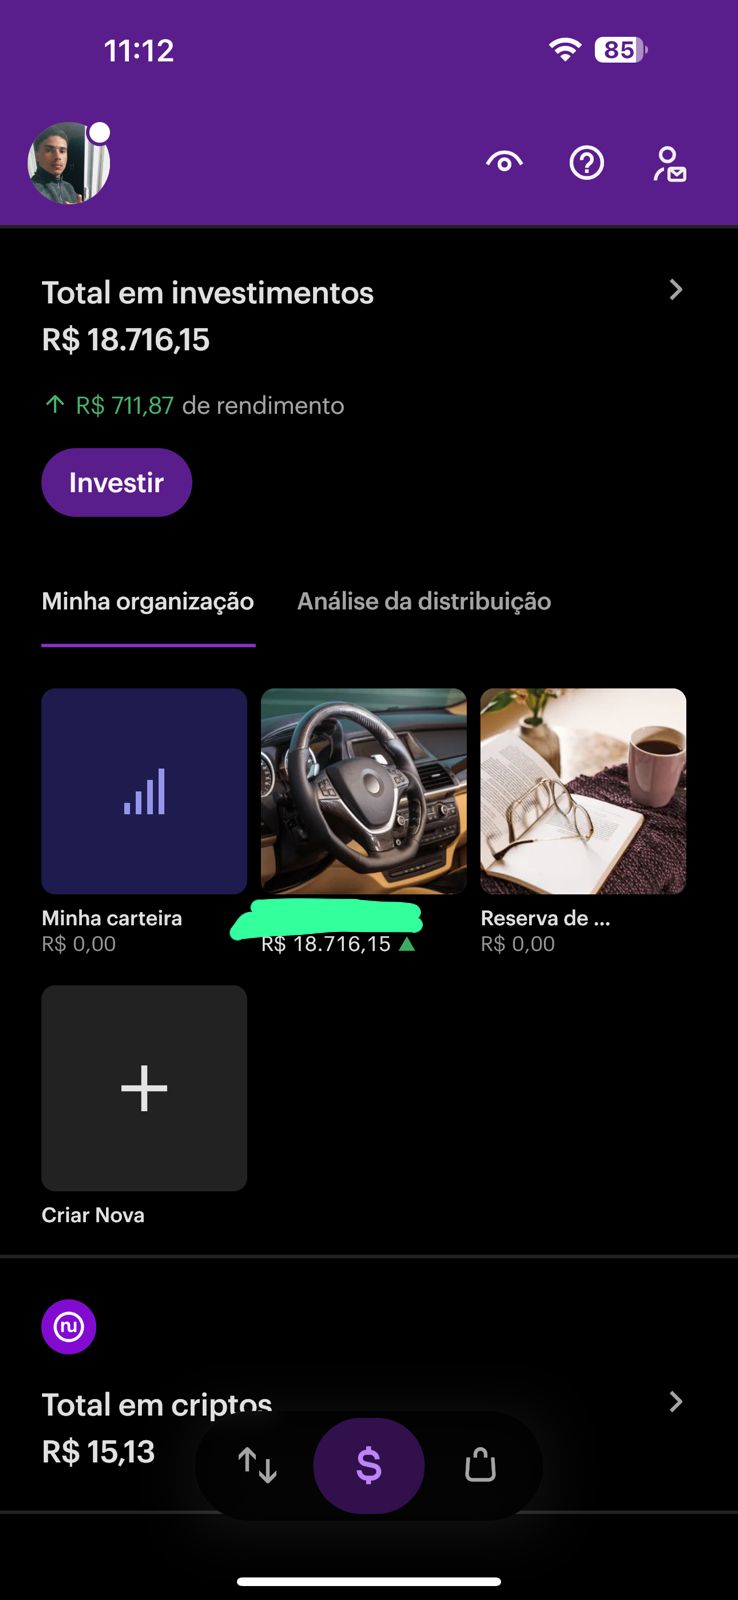 11:12
85
Total em investimentos
R$ 18.716,15
R$ 711,87 de rendimento
Investir
Minha organização
Análise da distribuição
Minha carteira
R$ 0,00
R$ 18.716,15
Reserva de ...
R$ 0,00
Criar Nova
nu
Total em criptos
R$ 15,13
$